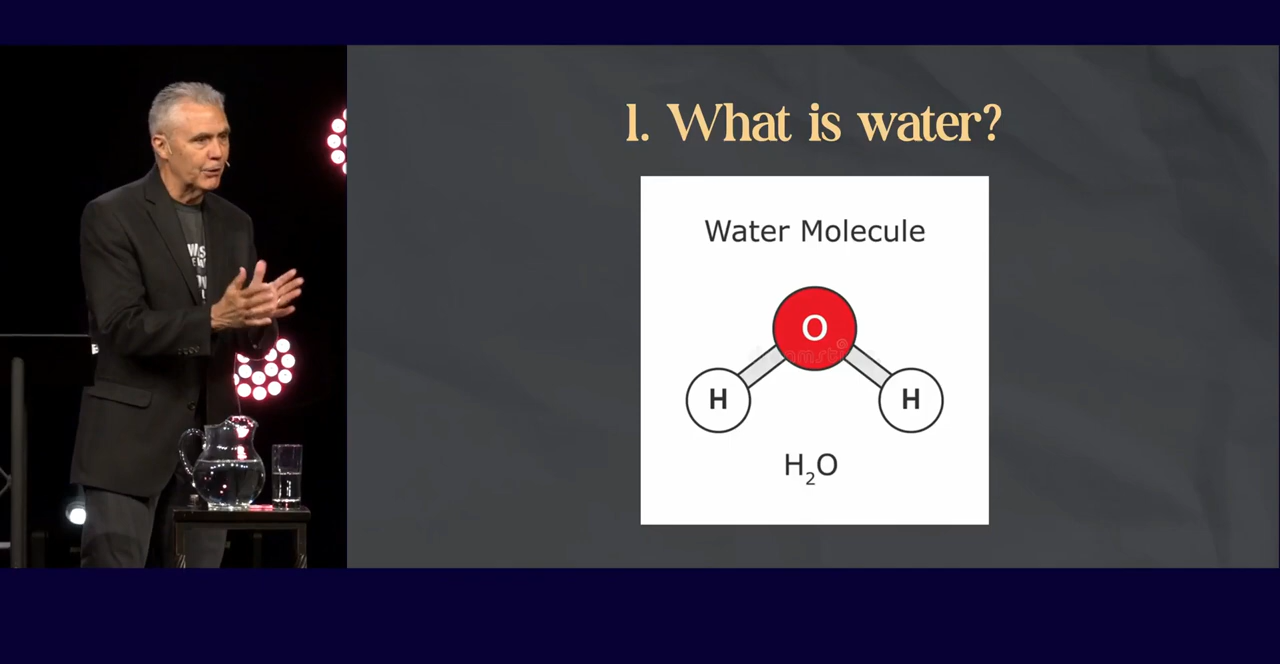 1. What is water?
Water Molecule
O
H H
H₂O